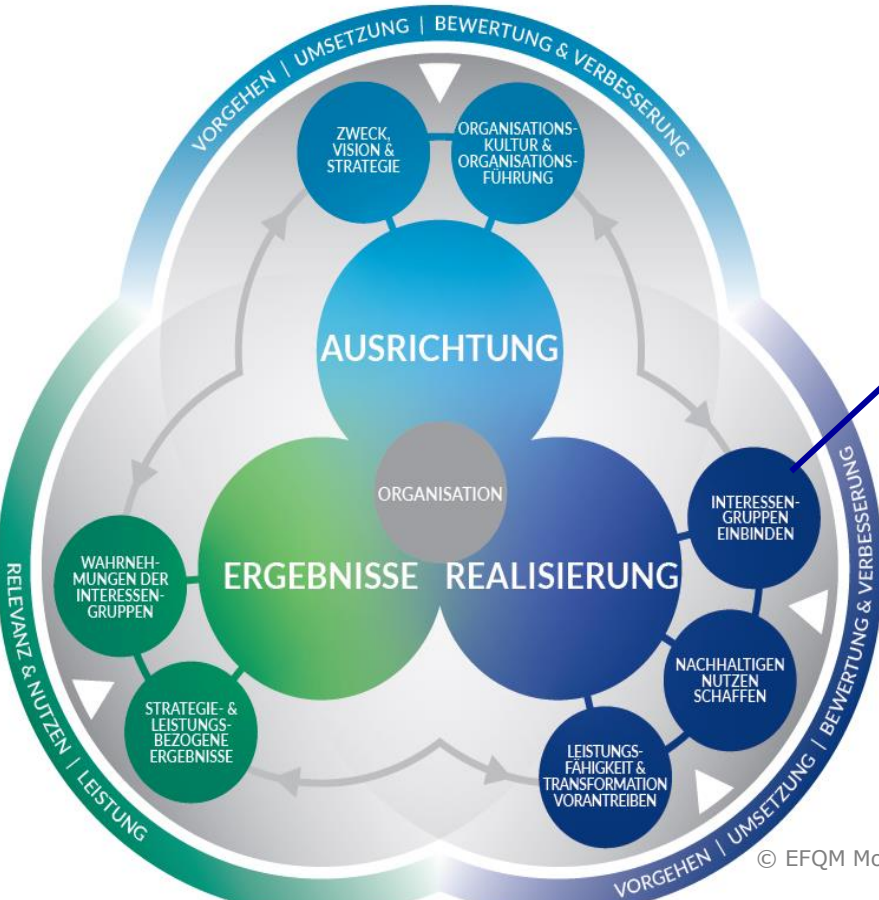 VORGEHEN | UMSETZUNG | BEWERTUNG & VERBESSERUNG
ZWECK,
VISION &
STRATEGIE
ORGANISATIONS-
KULTUR &
ORGANISATIONS-
FÜHRUNG
AUSRICHTUNG
ORGANISATION
ERGEBNISSE
REALISIERUNG
INTERESSEN-
GRUPPEN
EINBINDEN
NACHHALTIGEN
NUTZEN
SCHAFFEN
LEISTUNGS-
FÄHIGKEIT &
TRANSFORMATION
VORANTREIBEN
WAHRNEH-
MUNGEN DER
INTERESSEN-
GRUPPEN
STRATEGIE- &
LEISTUNGS-
BEZOGENE
ERGEBNISSE
RELEVANZ & NUTZEN | LEISTUNG
VORGEHEN | UMSETZUNG | BEWERTUNG & VERBESSERUNG
© EFQM